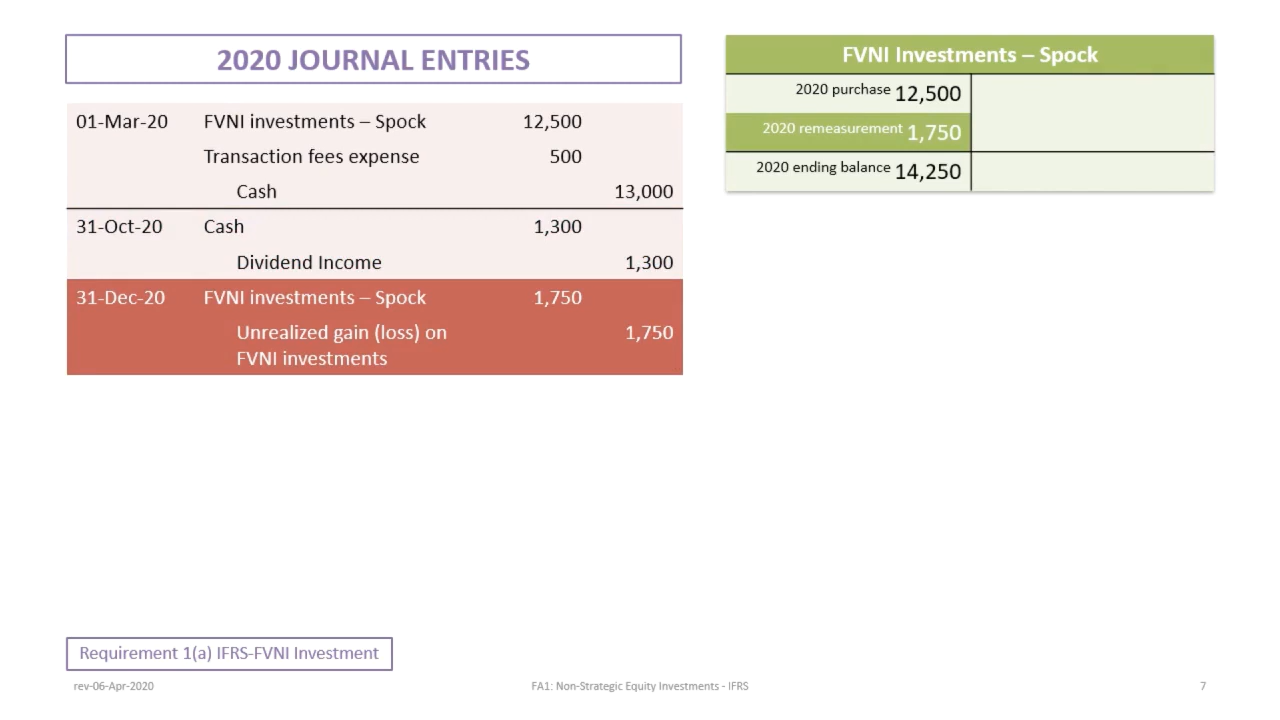 2020 JOURNAL ENTRIES
01-Mar-20 FVNI investments – Spock 12,500
Transaction fees expense 500
Cash 13,000
31-Oct-20 Cash 1,300
Dividend Income 1,300
31-Dec-20 FVNI investments – Spock 1,750
Unrealized gain (loss) on 1,750
FVNI investments
FVNI Investments – Spock
2020 purchase 12,500
2020 remeasurement 1,750
2020 ending balance 14,250
Requirement 1(a) IFRS-FVNI Investment
rev-06-Apr-2020 FA1: Non-Strategic Equity Investments - IFRS 7